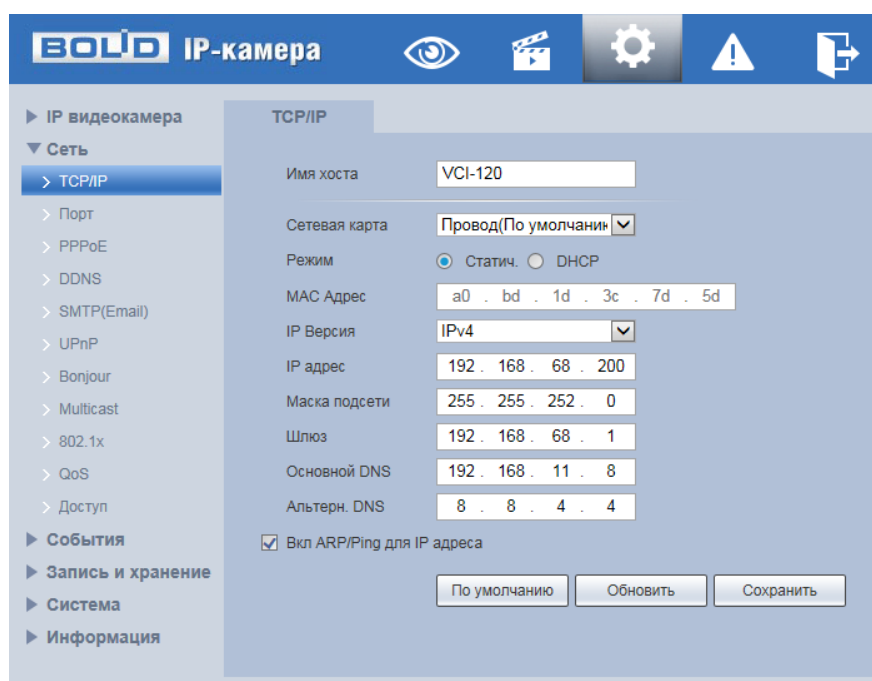 BOLID IP-камера
IP видеокамера
Сеть
TCP/IP
Порт
PPPoE
DDNS
SMTP(Email)
UPnP
Bonjour
Multicast
802.1x
QoS
Доступ
События
Запись и хранение
Система
Информация
TCP/IP
Имя хоста VCI-120
Сетевая карта Провод(По умолчани
Режим Статич. DHCP
MAC Адрес a0 . bd . 1d . 3c . 7d . 5d
IP Версия IPv4
IP адрес 192 . 168 . 68 . 200
Маска подсети 255 . 255 . 252 . 0
Шлюз 192 . 168 . 68 . 1
Основной DNS 192 . 168 . 11 . 8
Альтерн. DNS 8 . 8 . 4 . 4
Вкл ARP/Ping для IP адреса
По умолчанию Обновить Сохранить